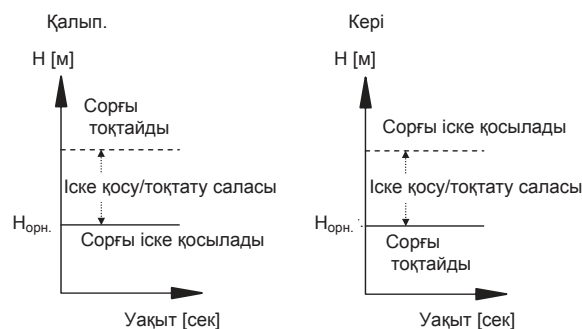 Қалып.
H [м]
Сорғы
тоқтайды
Іске қосу/тоқтату саласы
Hорн.
Сорғы іске қосылады
Уақыт [сек]
Кері
H [м]
Сорғы іске қосылады
Іске қосу/тоқтату саласы
Hорн.
Сорғы
тоқтайды
Уақыт [сек]